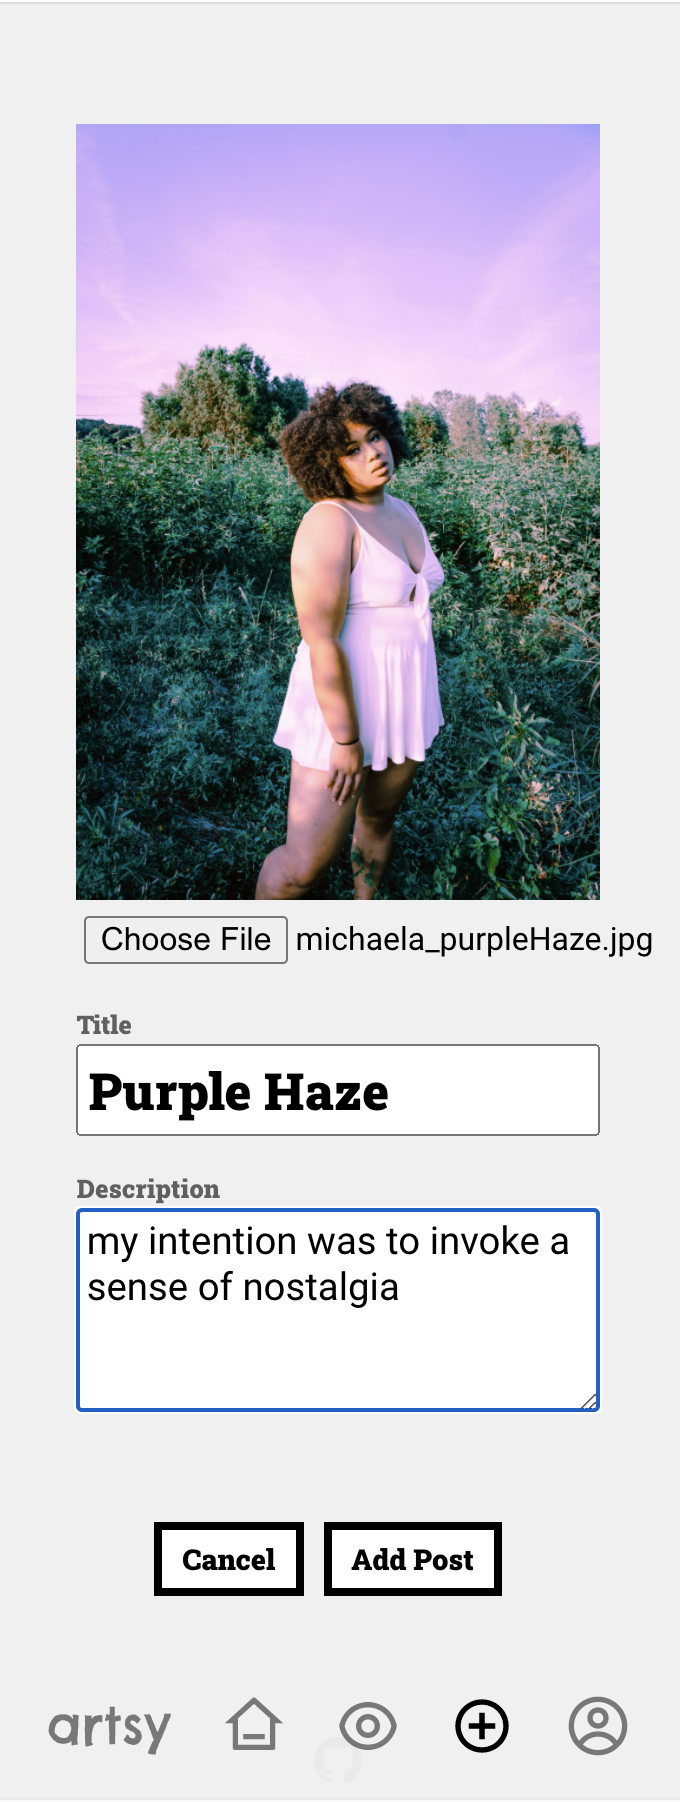 Choose File michaela_purpleHaze.jpg
Title
Purple Haze
Description
my intention was to invoke a
sense of nostalgia
Cancel Add Post
artsy